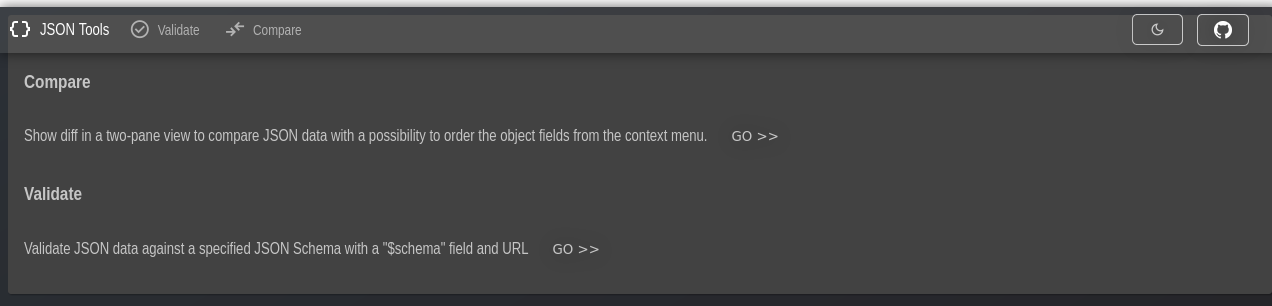 JSON Tools Validate Compare
Compare
Show diff in a two-pane view to compare JSON data with a possibility to order the object fields from the context menu. GO >>
Validate
Validate JSON data against a specified JSON Schema with a "$schema" field and URL GO >>